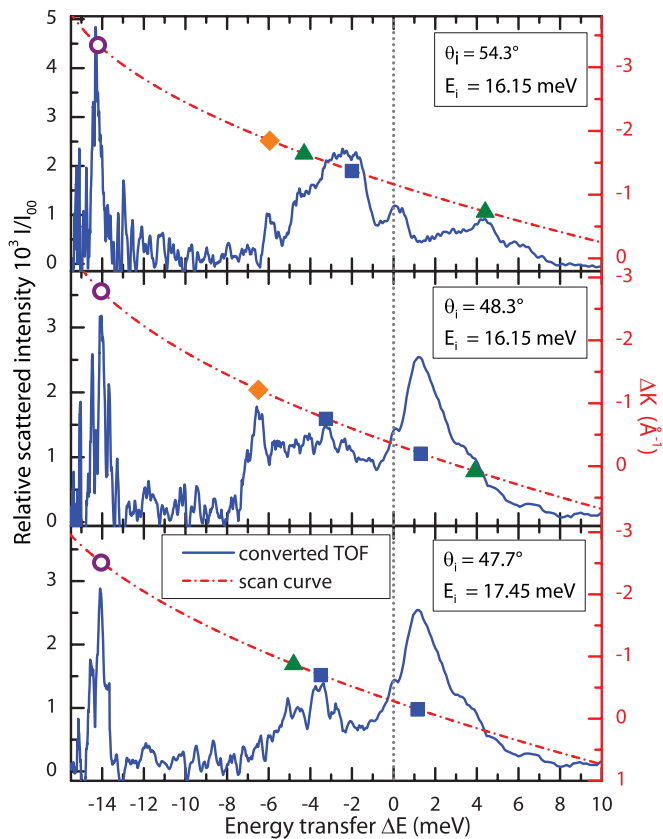 Relative scattered intensity 10³ I/I₀₀
5
4
3
2
1
0
θi = 54.3°
Ei = 16.15 meV
-3
-2
-1
0
3
2
1
0
θi = 48.3°
Ei = 16.15 meV
-3
-2
-1
0
1
ΔK (Å⁻¹)
3
2
1
0
converted TOF
scan curve
θi = 47.7°
Ei = 17.45 meV
-3
-2
-1
0
1
-14 -12 -10 -8 -6 -4 -2 0 2 4 6 8 10
Energy transfer ΔE (meV)